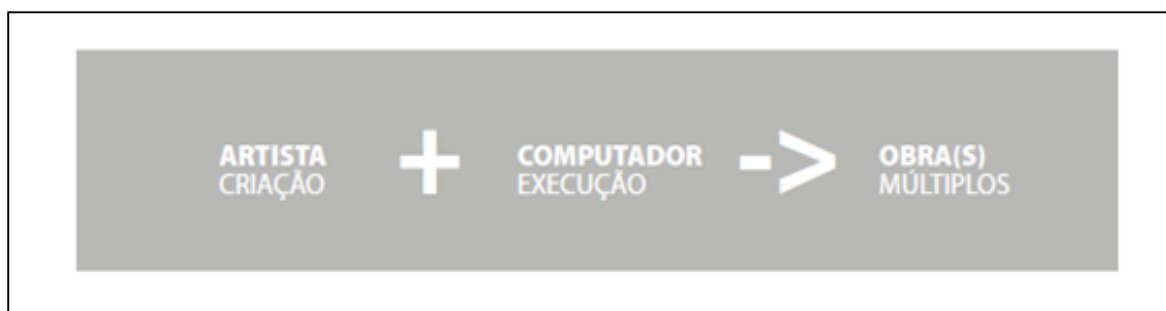 ARTISTA + COMPUTADOR -> OBRA(S)
CRIAÇÃO EXECUÇÃO MÚLTIPLOS